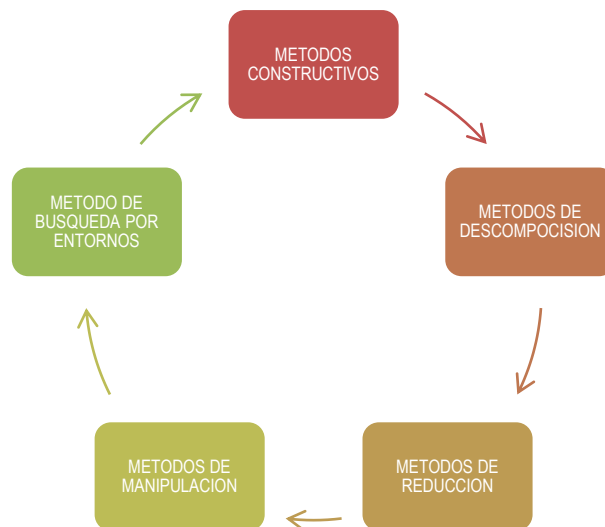 METODOS
CONSTRUCTIVOS
METODOS DE
DESCOMPOCISION
METODOS DE
REDUCCION
METODOS DE
MANIPULACION
METODO DE
BUSQUEDA POR
ENTORNOS